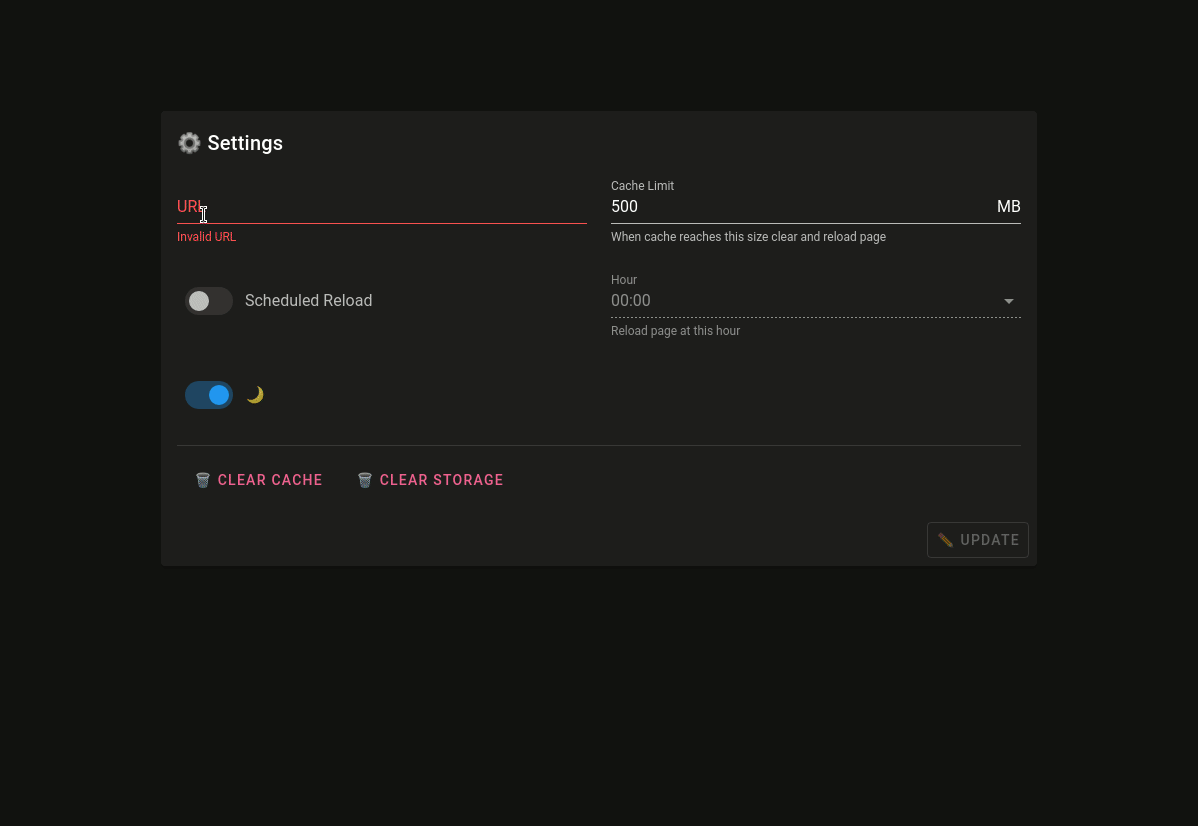 Settings
URL
Invalid URL
Cache Limit
500 MB
When cache reaches this size clear and reload page
Scheduled Reload
Hour
00:00
Reload page at this hour
CLEAR CACHE
CLEAR STORAGE
UPDATE